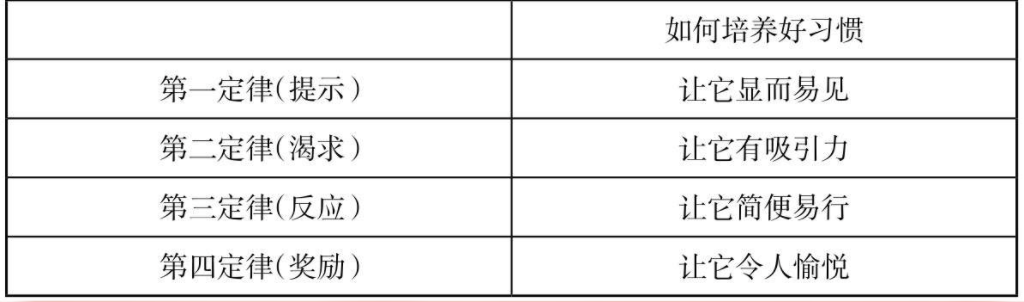 如何培养好习惯
第一定律(提示) 让它显而易见
第二定律(渴求) 让它有吸引力
第三定律(反应) 让它简便易行
第四定律(奖励) 让它令人愉悦